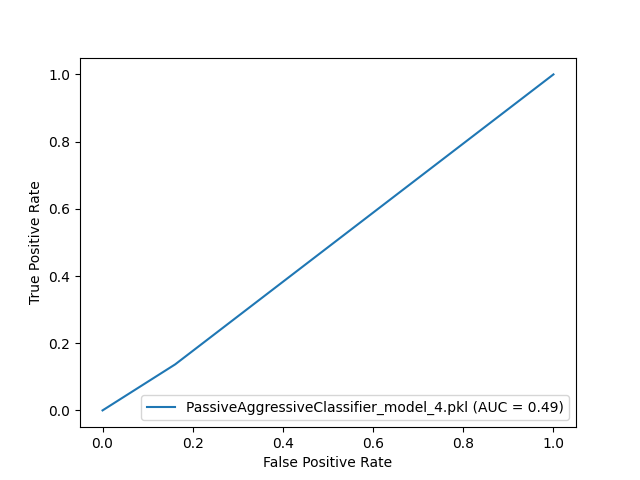 1.0
0.8
0.6
0.4
0.2
0.0
True Positive Rate
PassiveAggressiveClassifier_model_4.pkl (AUC = 0.49)
0.0 0.2 0.4 0.6 0.8 1.0
False Positive Rate